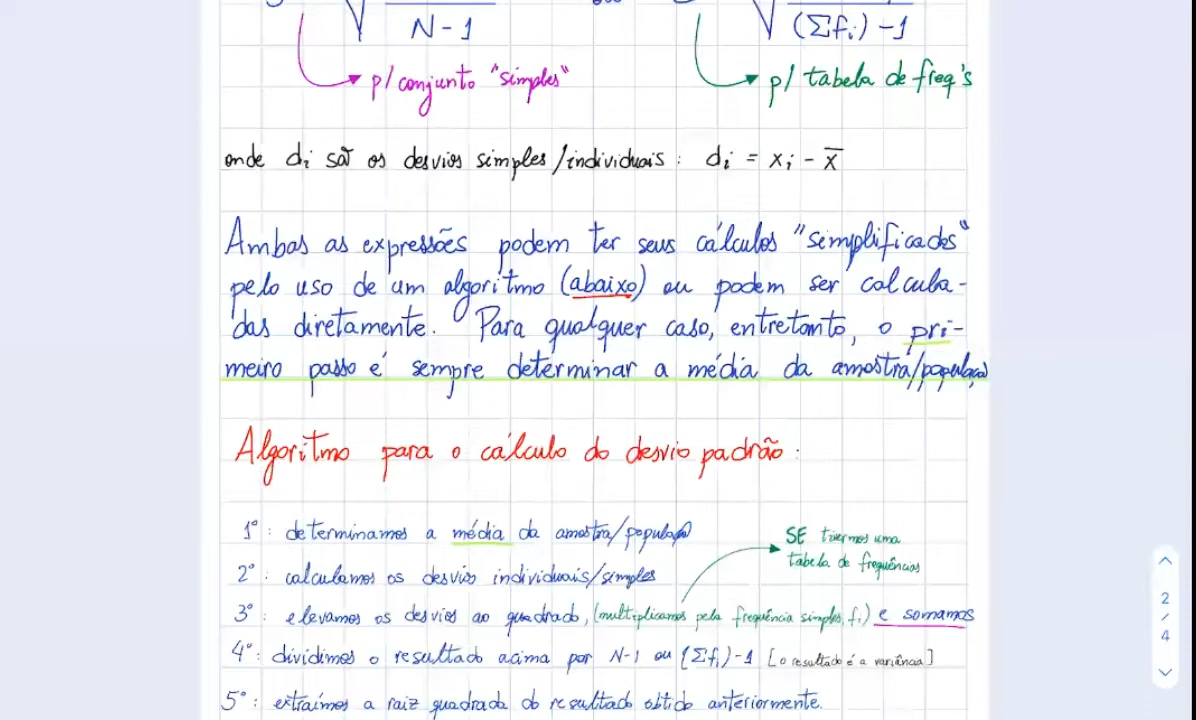 N-1
(Σfi)-1
p/ conjunto "simples"
p/ tabela de freq's
onde di são os desvios simples/individuais: di = xi - x̅
Ambas as expressões podem ter seus cálculos "simplificados"
pelo uso de um algoritmo (abaixo) ou podem ser calcula-
das diretamente. Para qualquer caso, entretanto, o pri-
meiro passo é sempre determinar a média da amostra/população
Algoritmo para o cálculo do desvio padrão:
1º: determinamos a média da amostra/população
SE tivermos uma
tabela de frequências
2º: calculamos os desvios individuais/simples
3º: elevamos os desvios ao quadrado, (multiplicamos pela frequência simples, fi) e somamos
4º: dividimos o resultado acima por N-1 ou (Σfi)-1 [o resultado é a variância]
5º: extraímos a raiz quadrada do resultado obtido anteriormente.
2
/
4